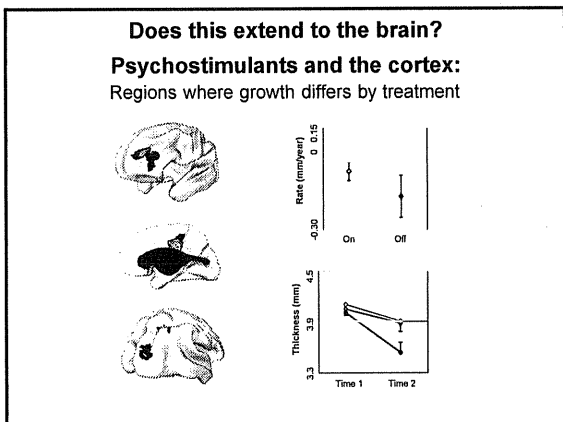 Does this extend to the brain?
Psychostimulants and the cortex:
Regions where growth differs by treatment
Rate (mm/year)
0.15
0
-0.30
On
Off
Thickness (mm)
4.5
3.9
3.3
Time 1
Time 2